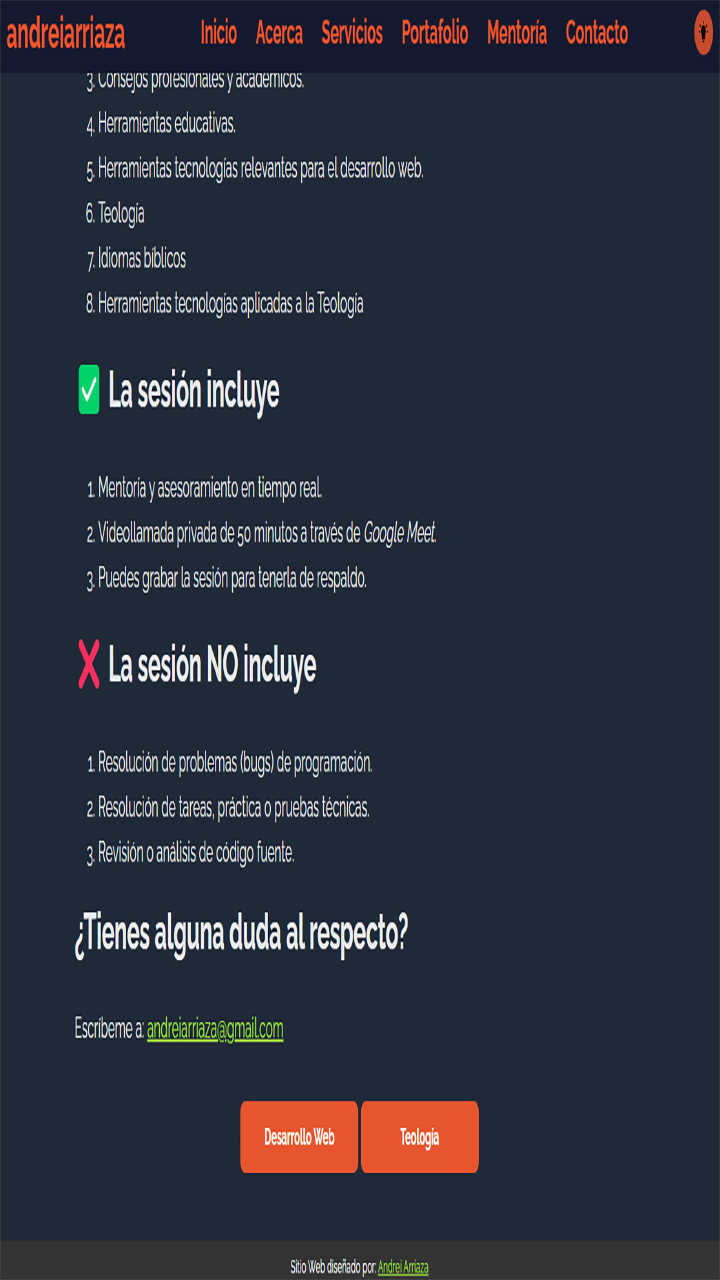 andreiarriaza Inicio Acerca Servicios Portafolio Mentoría Contacto
3. Consejos profesionales y académicos.
4. Herramientas educativas.
5. Herramientas tecnologías relevantes para el desarrollo web.
6. Teología
7. Idiomas bíblicos
8. Herramientas tecnologías aplicadas a la Teología
✅ La sesión incluye
1. Mentoría y asesoramiento en tiempo real.
2. Videollamada privada de 50 minutos a través de Google Meet.
3. Puedes grabar la sesión para tenerla de respaldo.
❌ La sesión NO incluye
1. Resolución de problemas (bugs) de programación.
2. Resolución de tareas, práctica o pruebas técnicas.
3. Revisión o análisis de código fuente.
¿Tienes alguna duda al respecto?
Escríbeme a: andreiarriaza@gmail.com
Desarrollo Web Teología
Sitio Web diseñado por: Andrei Arriaza